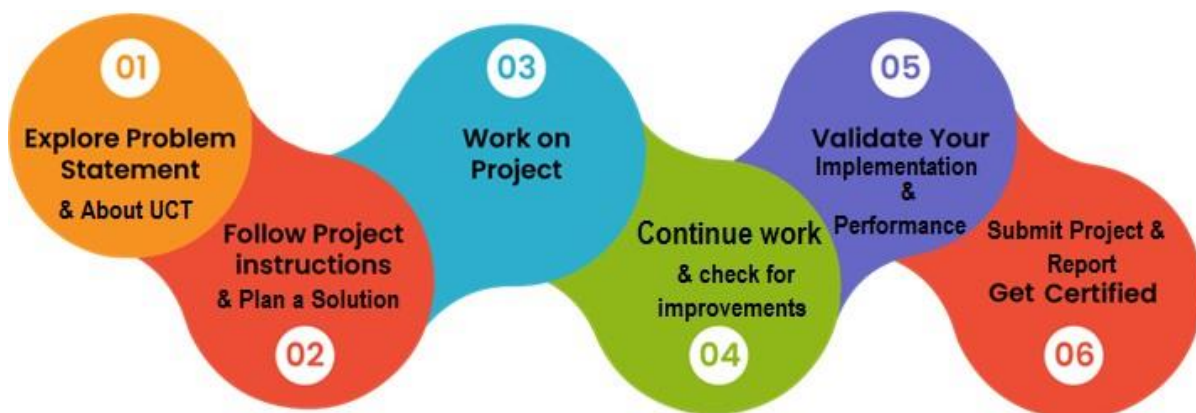 01
Explore Problem
Statement
& About UCT
Follow Project
instructions
& Plan a Solution
02
03
Work on
Project
Continue work
& check for
improvements
04
05
Validate Your
Implementation
&
Performance
Submit Project &
Report
Get Certified
06